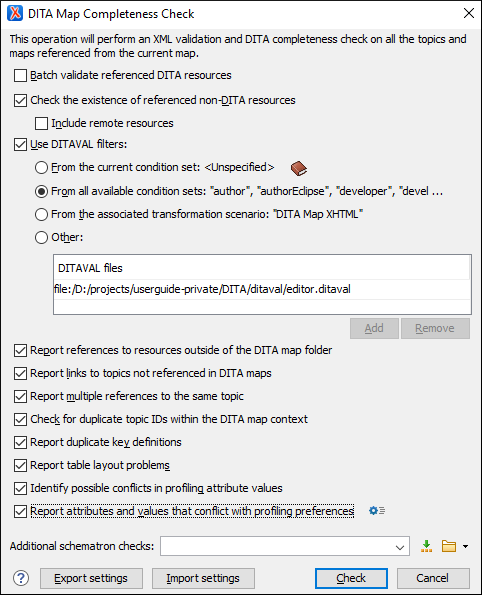 DITA Map Completeness Check
This operation will perform an XML validation and DITA completeness check on all the topics and
maps referenced from the current map.
Batch validate referenced DITA resources
Check the existence of referenced non-DITA resources
Include remote resources
Use DITAVAL filters:
From the current condition set: <Unspecified>
From all available condition sets: "author", "authorEclipse", "developer", "devel ...
From the associated transformation scenario: "DITA Map XHTML"
Other:
DITAVAL files
file:/D:/projects/userguide-private/DITA/ditaval/editor.ditaval
Add Remove
Report references to resources outside of the DITA map folder
Report links to topics not referenced in DITA maps
Report multiple references to the same topic
Check for duplicate topic IDs within the DITA map context
Report duplicate key definitions
Report table layout problems
Identify possible conflicts in profiling attribute values
Report attributes and values that conflict with profiling preferences
Additional schematron checks:
? Export settings Import settings Check Cancel